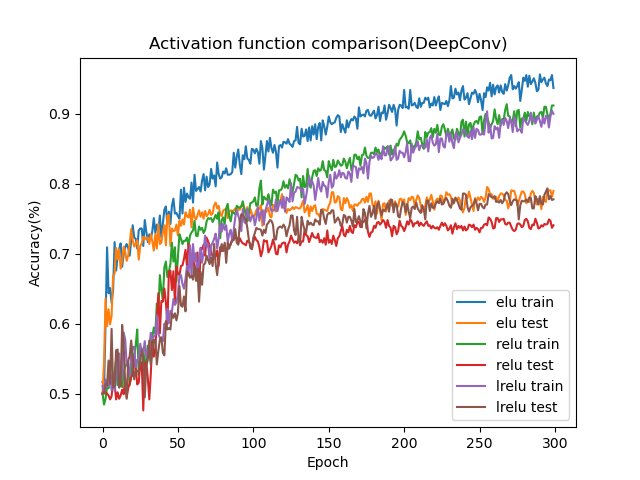 Activation function comparison(DeepConv)
Accuracy(%)
0.9
0.8
0.7
0.6
0.5
elu train
elu test
relu train
relu test
lrelu train
lrelu test
0 50 100 150 200 250 300
Epoch